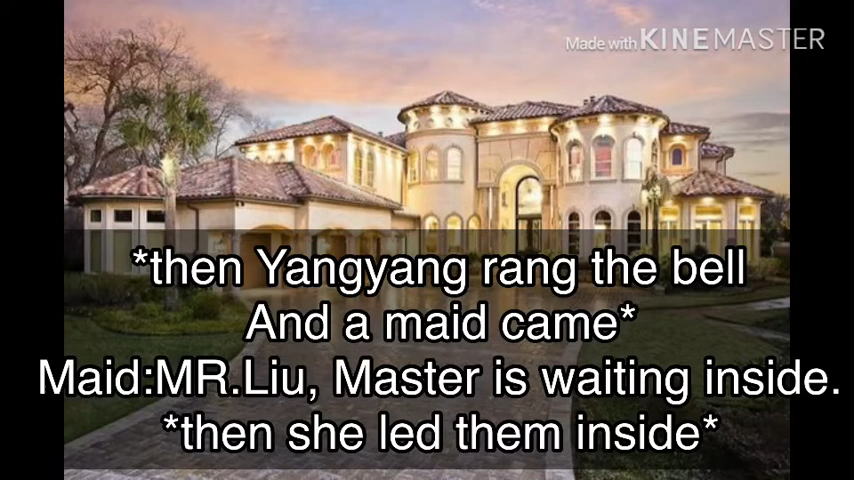 Made with KINEMASTER
*then Yangyang rang the bell
And a maid came*
Maid:MR.Liu, Master is waiting inside.
*then she led them inside*